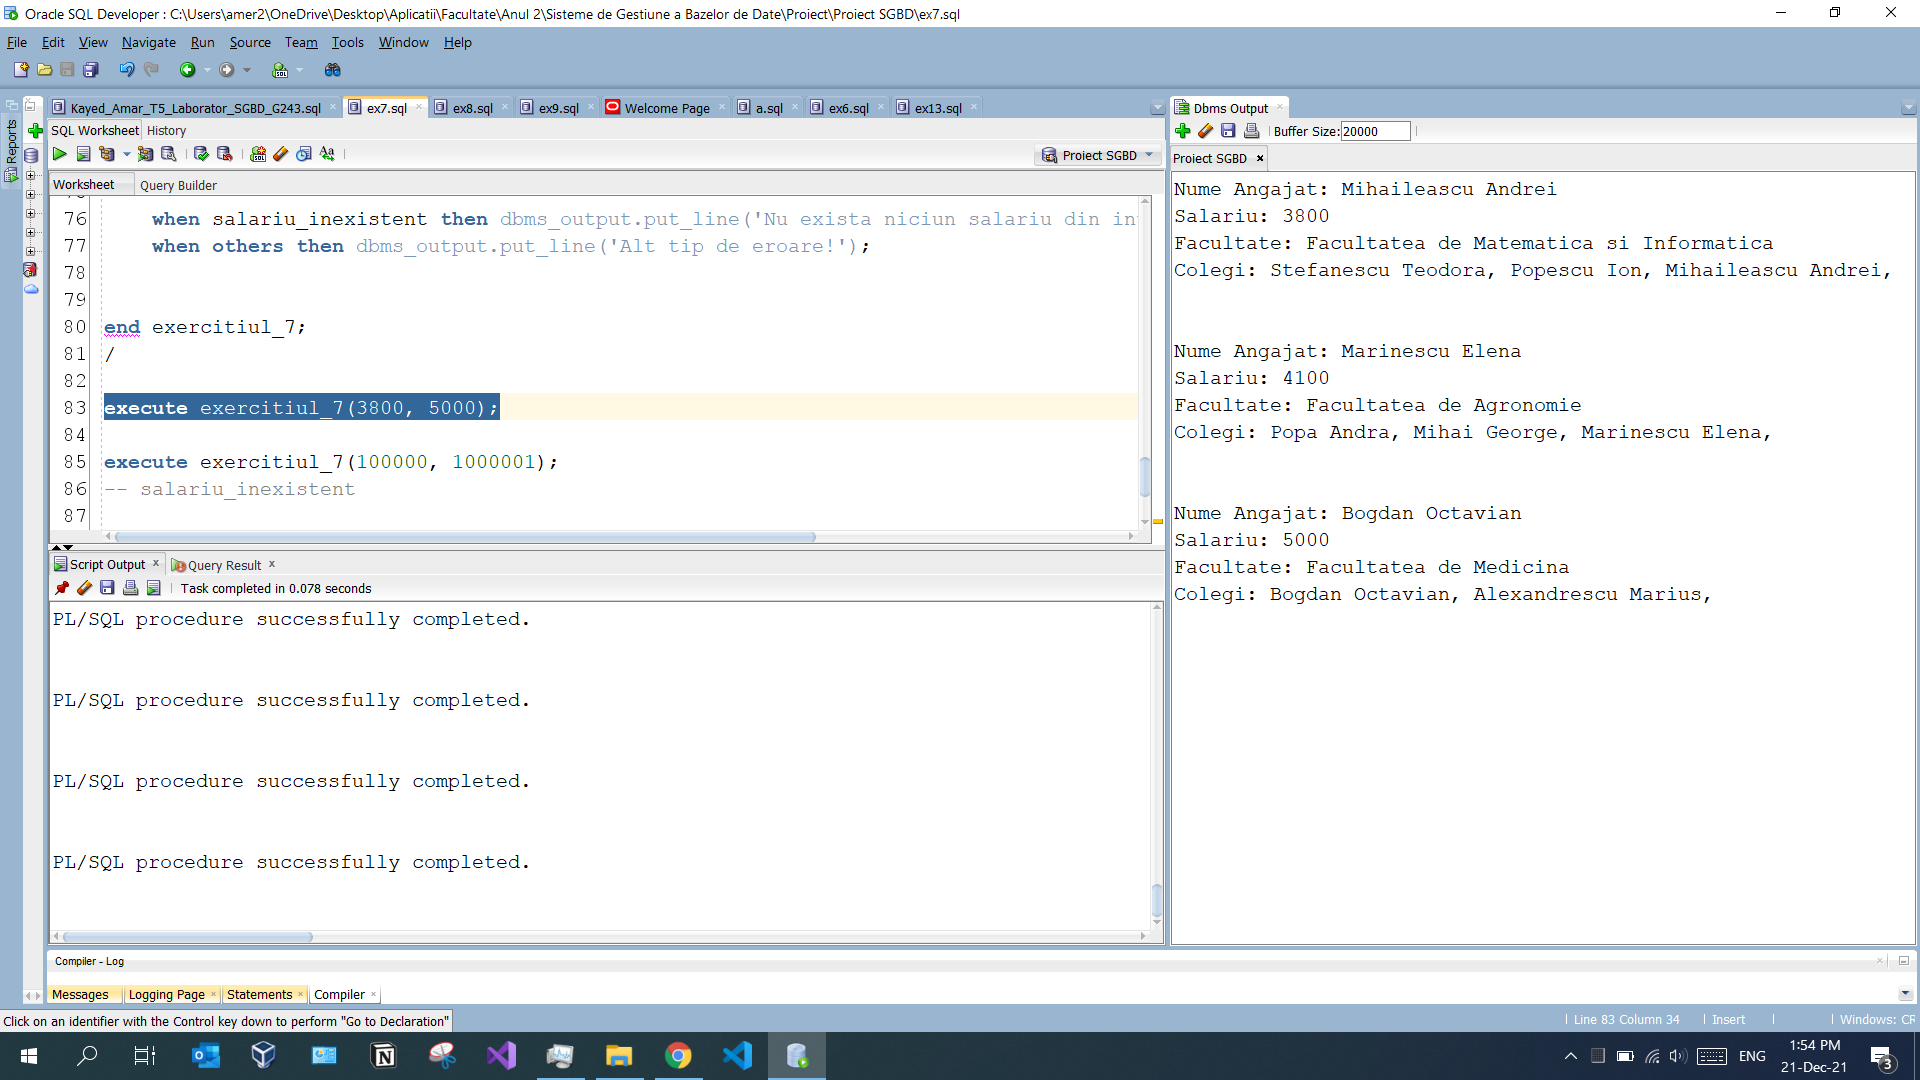 Oracle SQL Developer : C:\Users\amer2\OneDrive\Desktop\Aplicatii\Facultate\Anul 2\Sisteme de Gestiune a Bazelor de Date\Proiect\Proiect SGBD\ex7.sql
File Edit View Navigate Run Source Team Tools Window Help
Reports
Kayed_Amar_T5_Laborator_SGBD_G243.sql ex7.sql ex8.sql ex9.sql Welcome Page a.sql ex6.sql ex13.sql
SQL Worksheet History
Proiect SGBD
Worksheet Query Builder
76 when salariu_inexistent then dbms_output.put_line('Nu exista niciun salariu din in
77 when others then dbms_output.put_line('Alt tip de eroare!');
78
79
80 end exercitiul_7;
81 /
82
83 execute exercitiul_7(3800, 5000);
84
85 execute exercitiul_7(100000, 1000001);
86 -- salariu_inexistent
87
Script Output Query Result
Task completed in 0.078 seconds
PL/SQL procedure successfully completed.
PL/SQL procedure successfully completed.
PL/SQL procedure successfully completed.
PL/SQL procedure successfully completed.
Dbms Output
Buffer Size: 20000
Proiect SGBD
Nume Angajat: Mihaileascu Andrei
Salariu: 3800
Facultate: Facultatea de Matematica si Informatica
Colegi: Stefanescu Teodora, Popescu Ion, Mihaileascu Andrei,
Nume Angajat: Marinescu Elena
Salariu: 4100
Facultate: Facultatea de Agronomie
Colegi: Popa Andra, Mihai George, Marinescu Elena,
Nume Angajat: Bogdan Octavian
Salariu: 5000
Facultate: Facultatea de Medicina
Colegi: Bogdan Octavian, Alexandrescu Marius,
Compiler - Log
Messages Logging Page Statements Compiler
Click on an identifier with the Control key down to perform "Go to Declaration"
Line 83 Column 34 Insert Windows: CR
ENG
1:54 PM
21-Dec-21
3